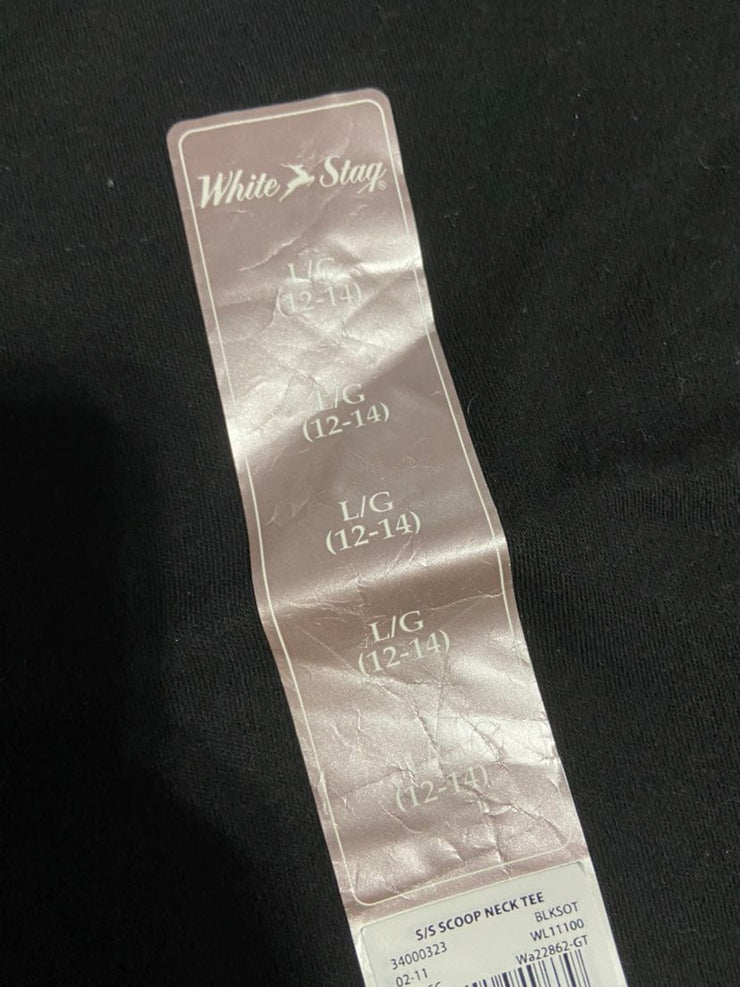 White Stag®
L/G
(12-14)
L/G
(12-14)
L/G
(12-14)
L/G
(12-14)
(12-14)
S/S SCOOP NECK TEE
34000323 BLKSOT
02-11 WL11100
Wa22862-GT